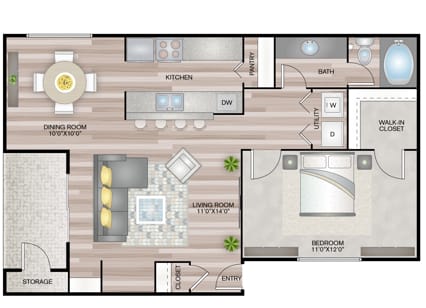 PANTRY
KITCHEN
BATH
DW
UTILITY
W
D
WALK-IN
CLOSET
DINING ROOM
10'0"X10'0"
LIVING ROOM
11'0"X14'0"
BEDROOM
11'0"X12'0"
STORAGE
CLOSET
ENTRY